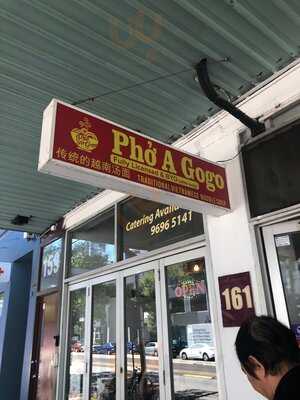 Phở A Gogo
Fully Licensed & BYO
传统的越南汤面
TRADITIONAL VIETNAMESE NOODLE SOUP
Catering Available
9696 5141
159
OPEN
161